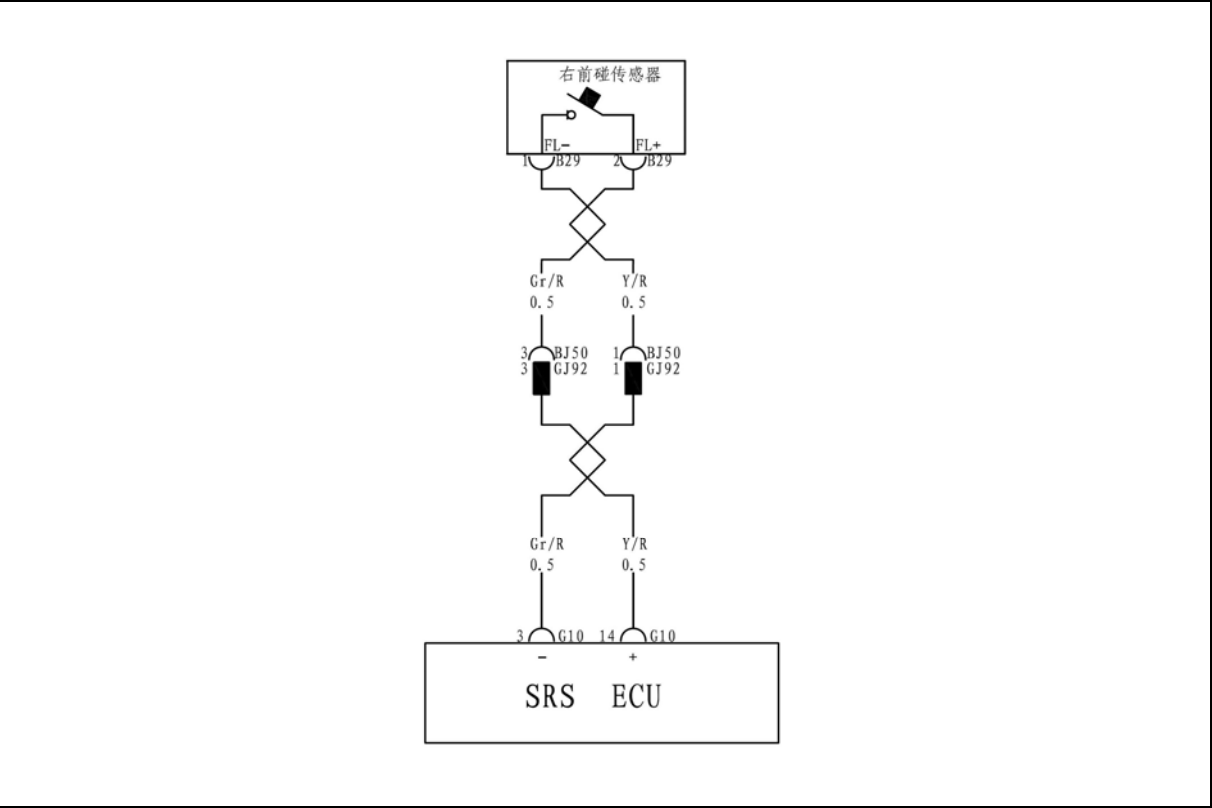 右前碰传感器
FL- FL+
1 B29 2 B29
Gr/R Y/R
0.5 0.5
3 BJ50 1 BJ50
3 GJ92 1 GJ92
Gr/R Y/R
0.5 0.5
3 G10 14 G10
- +
SRS ECU